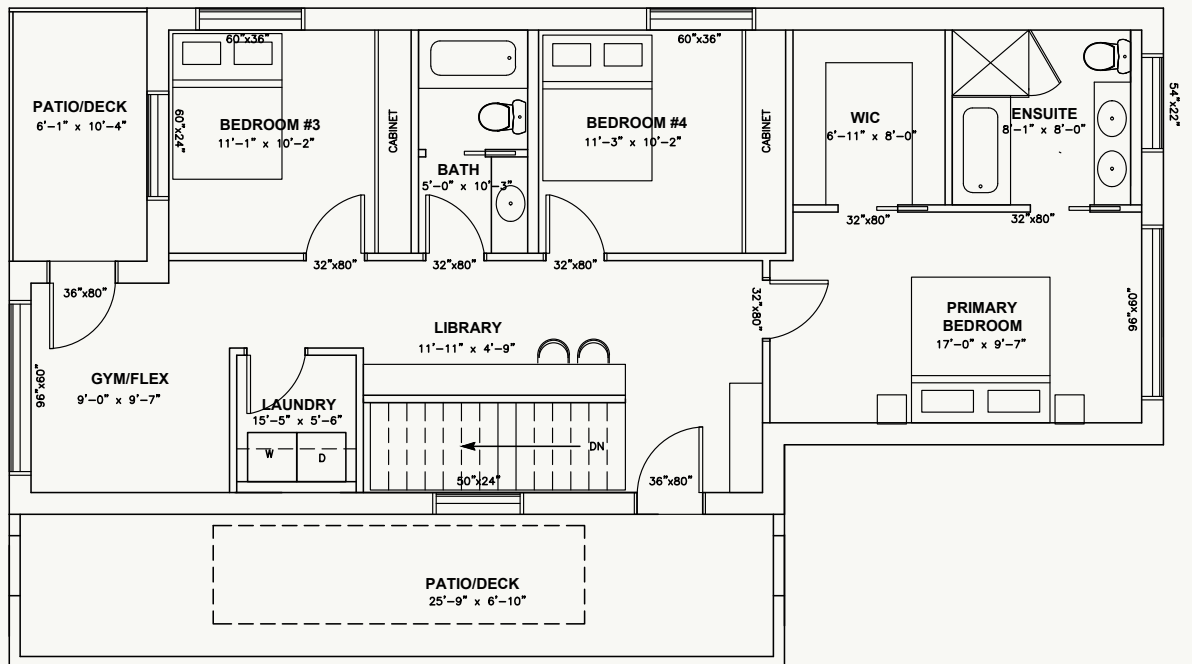 60”x36”
60”x36”
PATIO/DECK
6’-1” x 10’-4”
60”x24”
BEDROOM #3
11’-1” x 10’-2”
CABINET
BATH
5’-0” x 10’-3”
BEDROOM #4
11’-3” x 10’-2”
CABINET
WIC
6’-11” x 8’-0”
ENSUITE
8’-1” x 8’-0”
54”x22”
32”x80”
32”x80”
32”x80”
32”x80”
32”x80”
36”x80”
32”x80”
LIBRARY
11’-11” x 4’-9”
PRIMARY
BEDROOM
17’-0” x 9’-7”
96”x60”
GYM/FLEX
9’-0” x 9’-7”
96”x60”
LAUNDRY
15’-5” x 5’-6”
W
D
DN
50”x24”
36”x80”
PATIO/DECK
25’-9” x 6’-10”